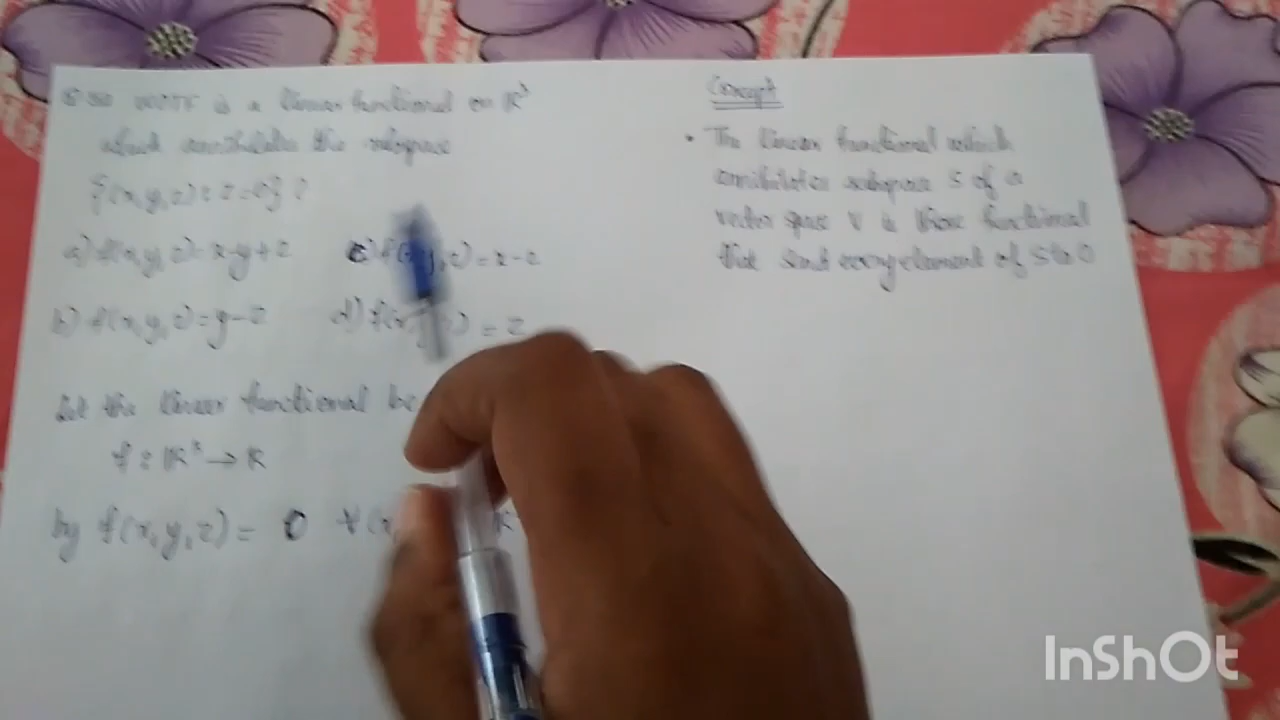 WOTF is a linear functional on ℝ³
which annihilates the subspace
{(x,y,z): z=0}?
a) f(x,y,z)=x-y+z
c) f( y,z)=x-z
b) f(x,y,z)=y-z
d) f(x, )=z
Let the linear functional be
f: ℝ³→ℝ
by f(x,y,z)= 0 ∀(x, ℝ
Concept
• The linear functional which
annihilates subspace S of a
vector space V is those functional
that send every element of S to 0
InShOt